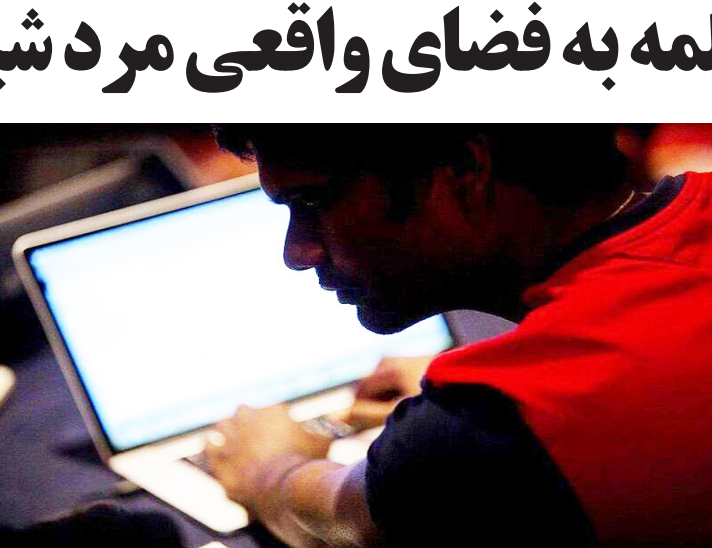 لمه به فضای واقعی مرد شب